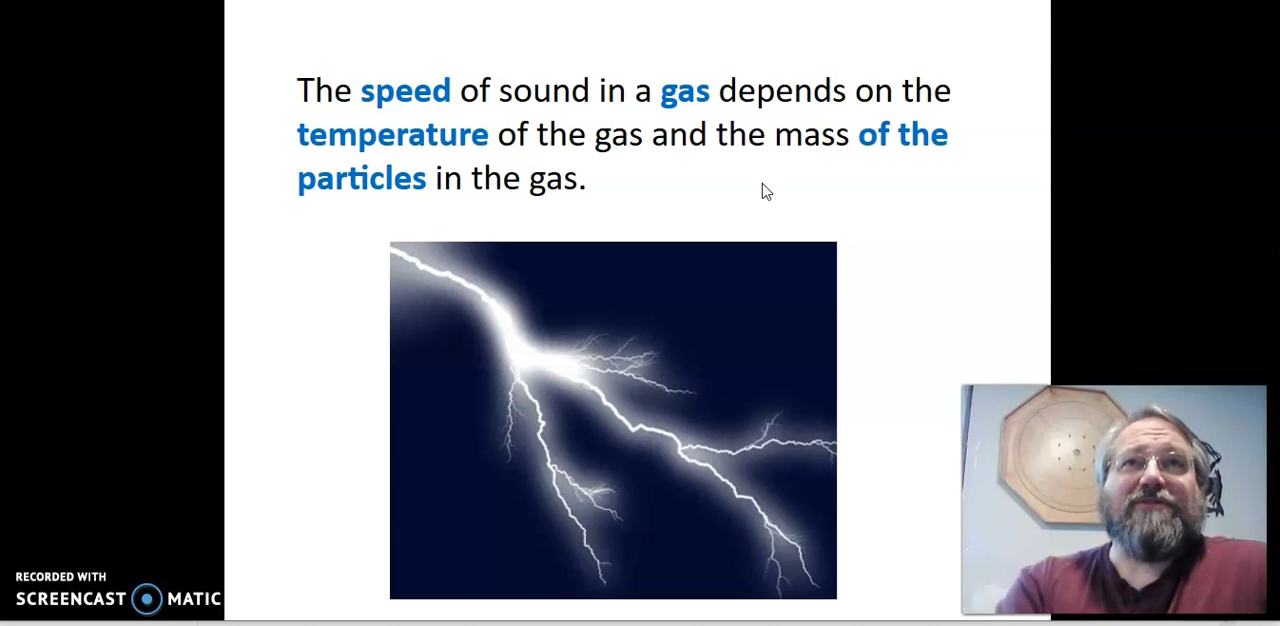 The speed of sound in a gas depends on the
temperature of the gas and the mass of the
particles in the gas.
RECORDED WITH
SCREENCAST MATIC